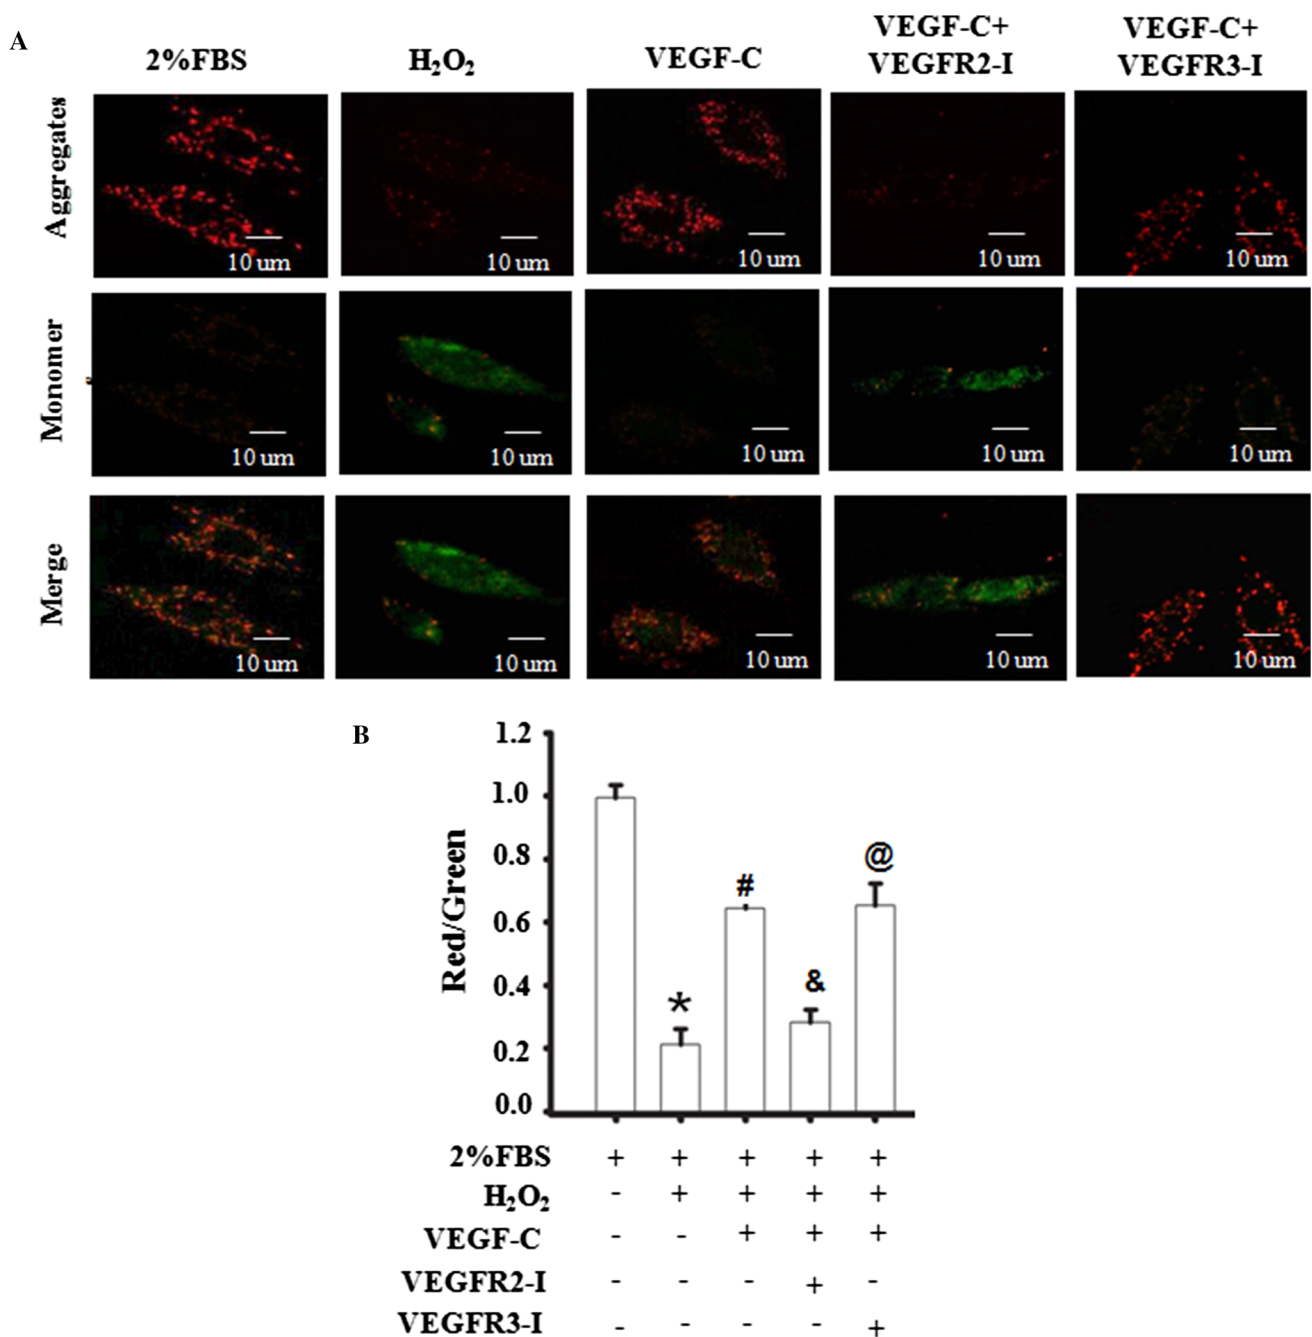 A
2%FBS H₂O₂ VEGF-C VEGF-C+ VEGFR2-I VEGF-C+ VEGFR3-I
Aggregates
10 um 10 um 10 um 10 um 10 um
Monomer
10 um 10 um 10 um 10 um 10 um
Merge
10 um 10 um 10 um 10 um 10 um
B
Red/Green
1.2
1.0
0.8
0.6
0.4
0.2
0.0
* # & @
2%FBS + + + + +
H₂O₂ - + + + +
VEGF-C - - + + +
VEGFR2-I - - - + -
VEGFR3-I - - - - +